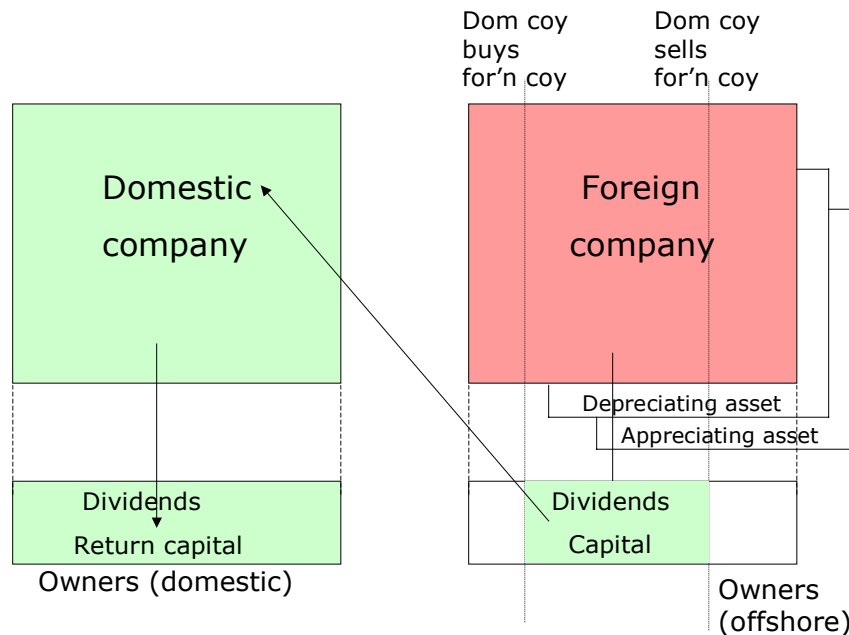 Dom coy
buys
for’n coy
Dom coy
sells
for’n coy
Domestic
company
Foreign
company
Depreciating asset
Appreciating asset
Dividends
Return capital
Owners (domestic)
Dividends
Capital
Owners
(offshore)